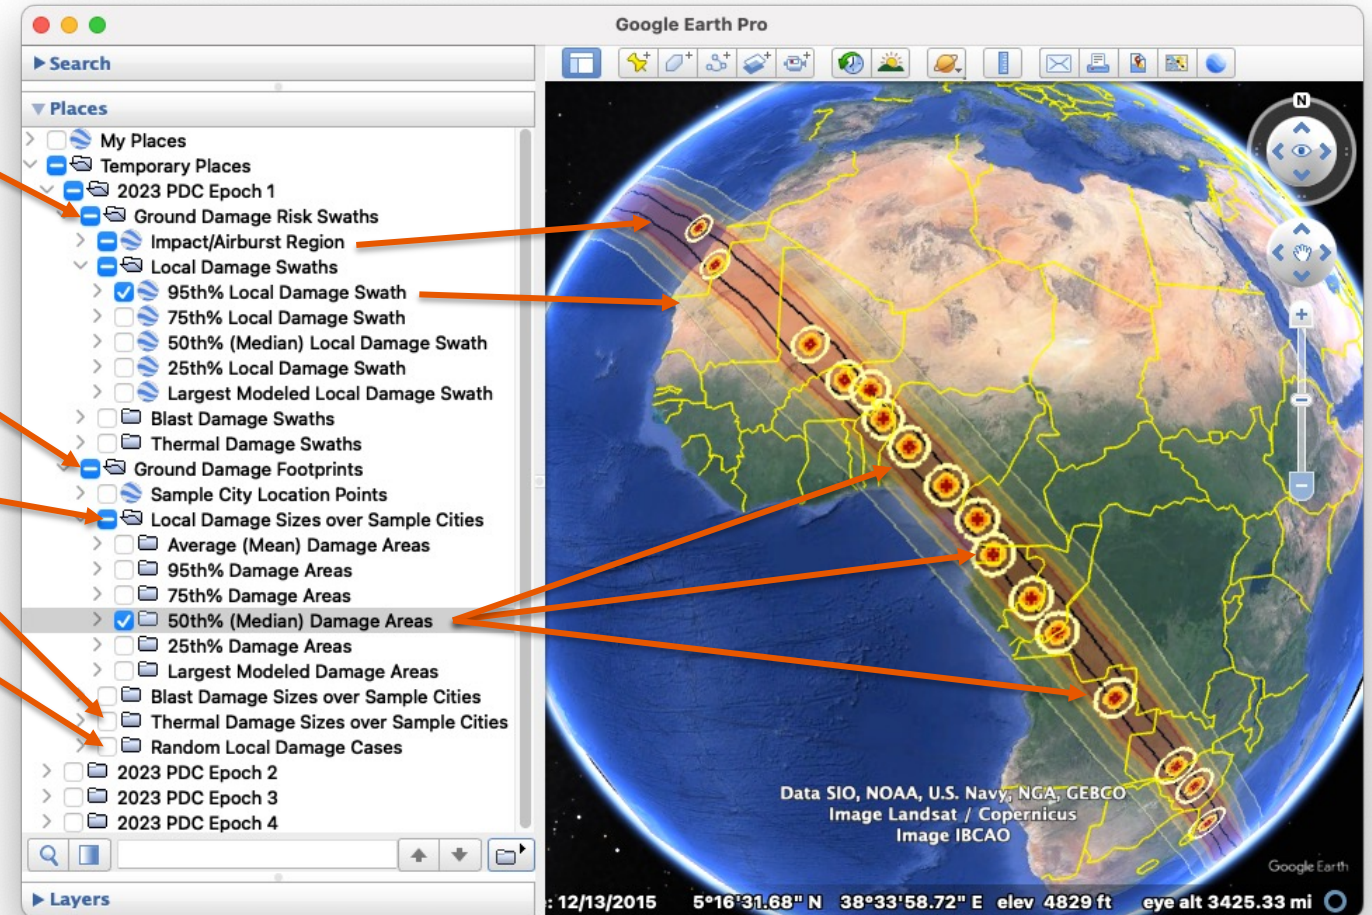 Google Earth Pro
Search
Places
My Places
Temporary Places
2023 PDC Epoch 1
Ground Damage Risk Swaths
Impact/Airburst Region
Local Damage Swaths
95th% Local Damage Swath
75th% Local Damage Swath
50th% (Median) Local Damage Swath
25th% Local Damage Swath
Largest Modeled Local Damage Swath
Blast Damage Swaths
Thermal Damage Swaths
Ground Damage Footprints
Sample City Location Points
Local Damage Sizes over Sample Cities
Average (Mean) Damage Areas
95th% Damage Areas
75th% Damage Areas
50th% (Median) Damage Areas
25th% Damage Areas
Largest Modeled Damage Areas
Blast Damage Sizes over Sample Cities
Thermal Damage Sizes over Sample Cities
Random Local Damage Cases
2023 PDC Epoch 2
2023 PDC Epoch 3
2023 PDC Epoch 4
Layers
N
Data SIO, NOAA, U.S. Navy, NGA, GEBCO
Image Landsat / Copernicus
Image IBCAO
Google Earth
: 12/13/2015 5°16'31.68" N 38°33'58.72" E elev 4829 ft eye alt 3425.33 mi